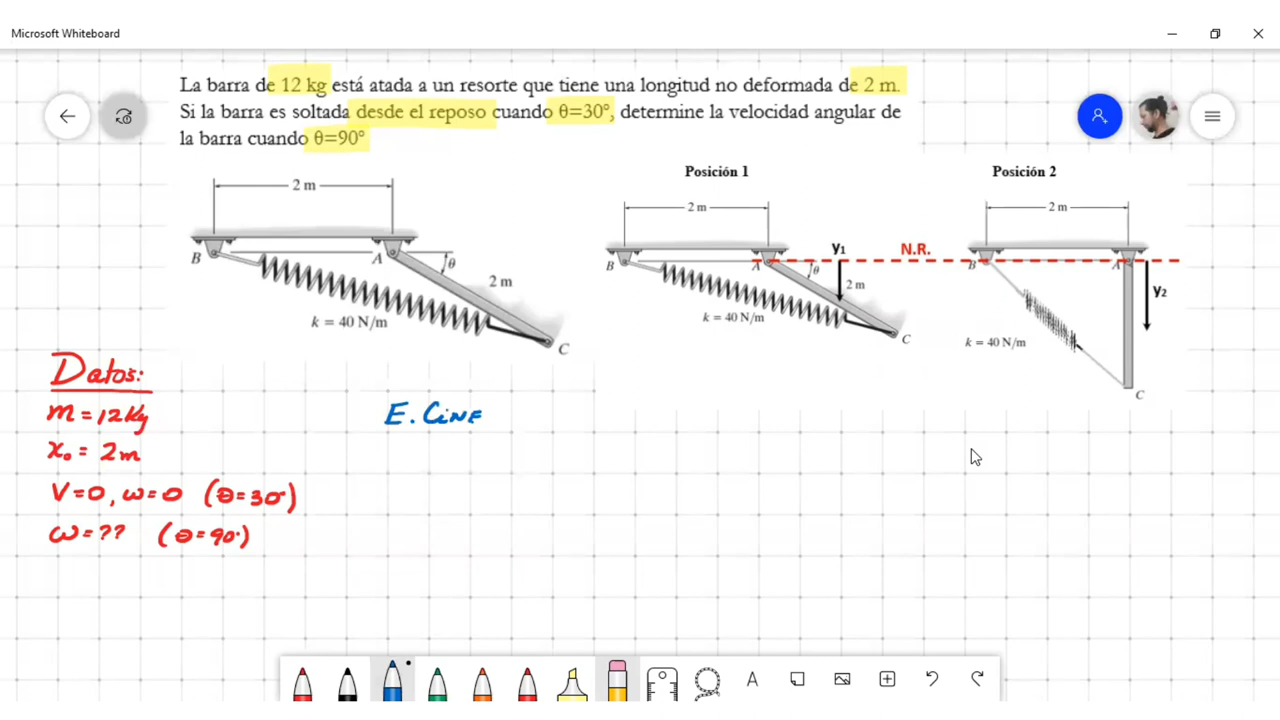 Microsoft Whiteboard
La barra de 12 kg está atada a un resorte que tiene una longitud no deformada de 2 m.
Si la barra es soltada desde el reposo cuando θ=30°, determine la velocidad angular de
la barra cuando θ=90°
2 m
B
A
θ
2 m
k = 40 N/m
C
Posición 1
2 m
B
A
θ
y1
2 m
k = 40 N/m
C
N.R.
Posición 2
2 m
B
A
y2
k = 40 N/m
C
Datos:
m = 12 Kg
x₀ = 2m
V=0, ω=0 (θ=30°)
ω=?? (θ=90°)
E. CiNE
A